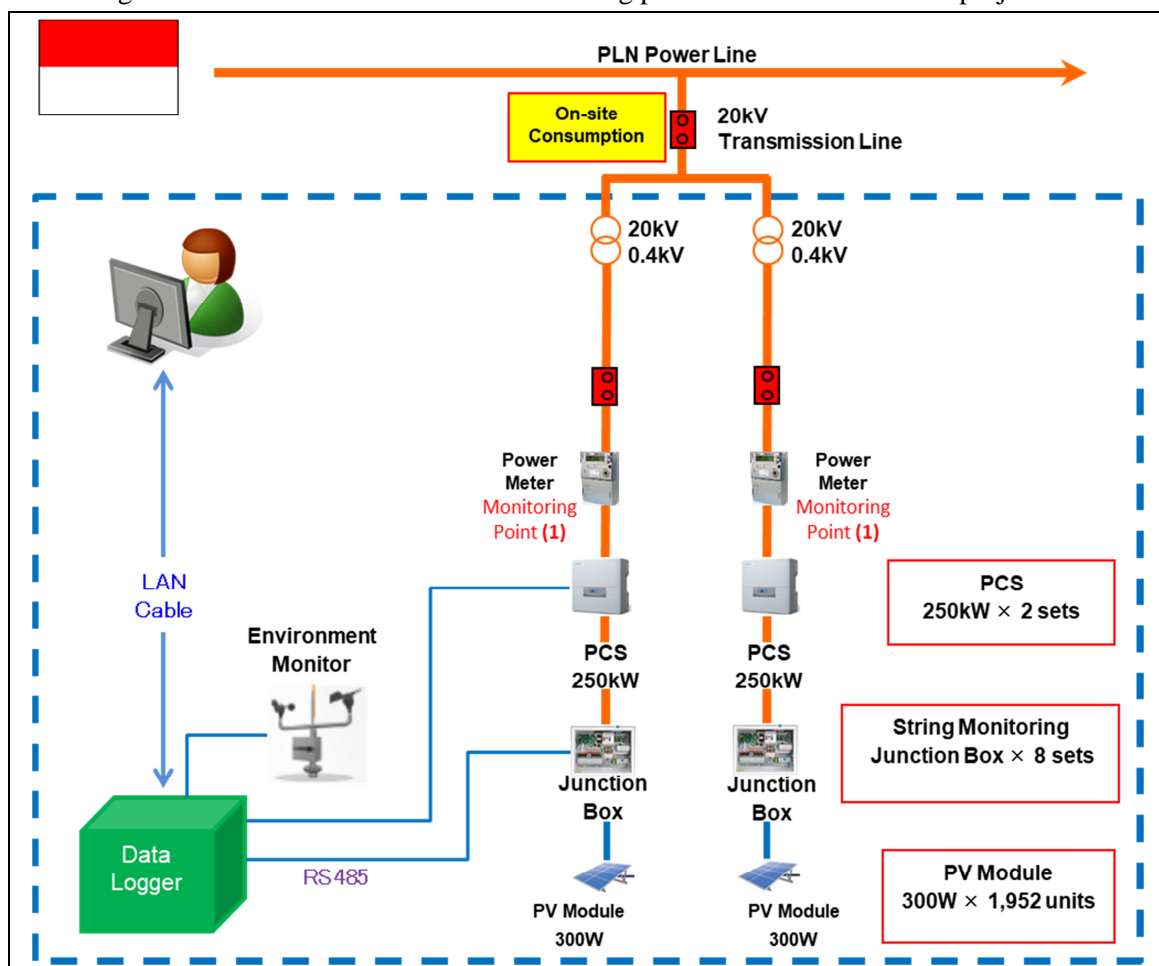 PLN Power Line
On-site
Consumption
20kV
Transmission Line
20kV
0.4kV
20kV
0.4kV
Power
Meter
Monitoring
Point (1)
Power
Meter
Monitoring
Point (1)
LAN
Cable
Environment
Monitor
PCS
250kW
PCS
250kW
PCS
250kW × 2 sets
String Monitoring
Junction Box × 8 sets
Junction
Box
Junction
Box
Data
Logger
RS485
PV Module
300W
PV Module
300W
PV Module
300W × 1,952 units